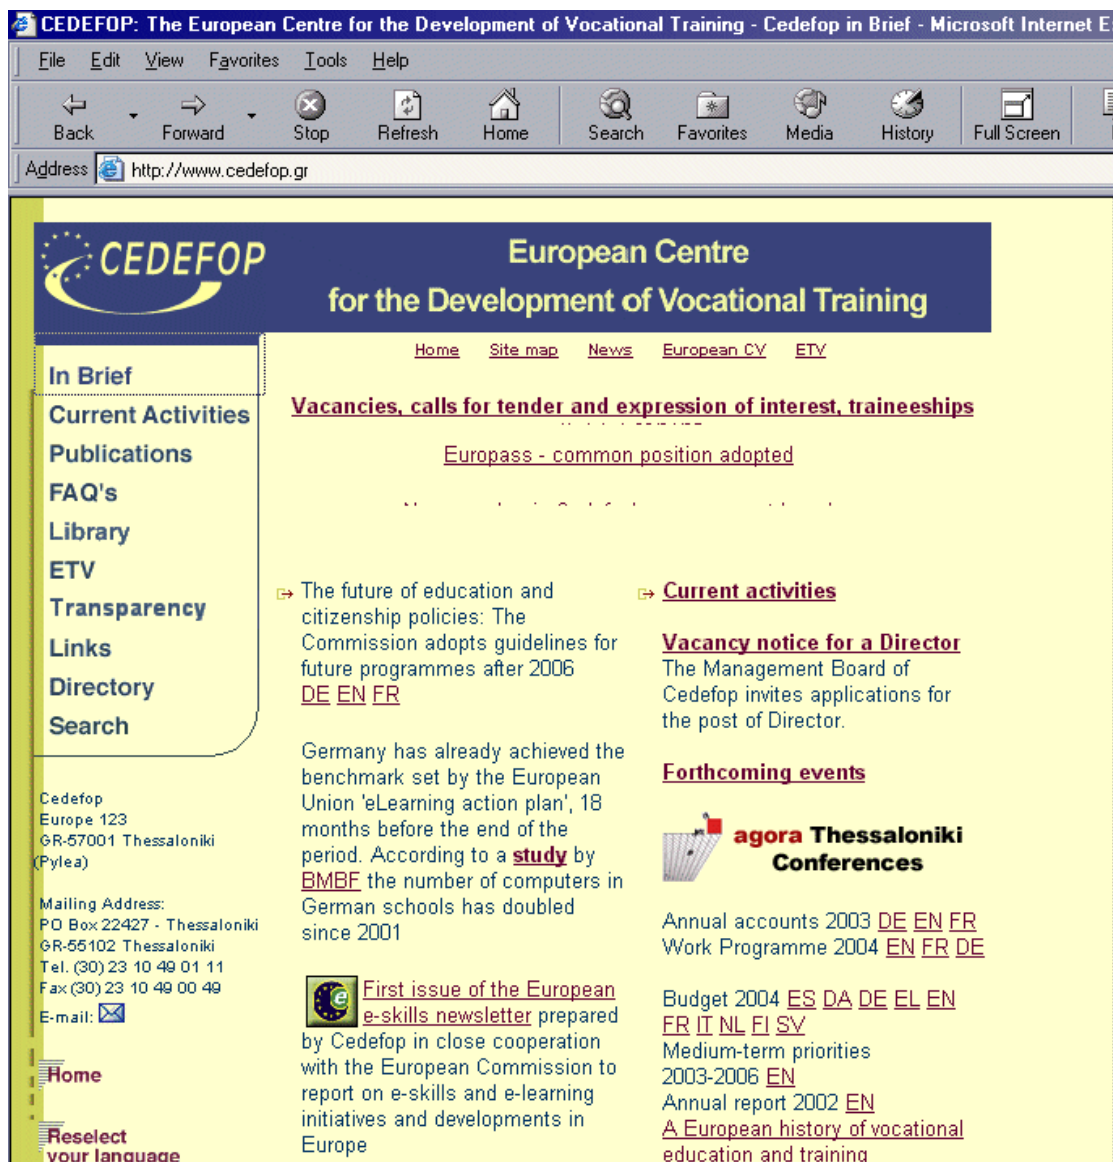 CEDEFOP: The European Centre for the Development of Vocational Training - Cedefop in Brief - Microsoft Internet E
File Edit View Favorites Tools Help
Back Forward Stop Refresh Home Search Favorites Media History Full Screen
Address http://www.cedefop.gr
CEDEFOP
European Centre
for the Development of Vocational Training
Home Site map News European CV ETV
In Brief
Current Activities
Publications
FAQ's
Library
ETV
Transparency
Links
Directory
Search
Cedefop
Europe 123
GR-57001 Thessaloniki
(Pylea)
Mailing Address:
PO Box 22427 - Thessaloniki
GR-55102 Thessaloniki
Tel. (30) 23 10 49 01 11
Fax (30) 23 10 49 00 49
E-mail:
Home
Reselect
your language
Vacancies, calls for tender and expression of interest, traineeships
Europass - common position adopted
The future of education and
citizenship policies: The
Commission adopts guidelines for
future programmes after 2006
DE EN FR
Germany has already achieved the
benchmark set by the European
Union 'eLearning action plan', 18
months before the end of the
period. According to a study by
BMBF the number of computers in
German schools has doubled
since 2001
First issue of the European
e-skills newsletter prepared
by Cedefop in close cooperation
with the European Commission to
report on e-skills and e-learning
initiatives and developments in
Europe
Current activities
Vacancy notice for a Director
The Management Board of
Cedefop invites applications for
the post of Director.
Forthcoming events
agora Thessaloniki
Conferences
Annual accounts 2003 DE EN FR
Work Programme 2004 EN FR DE
Budget 2004 ES DA DE EL EN
FR IT NL FI SV
Medium-term priorities
2003-2006 EN
Annual report 2002 EN
A European history of vocational
education and training